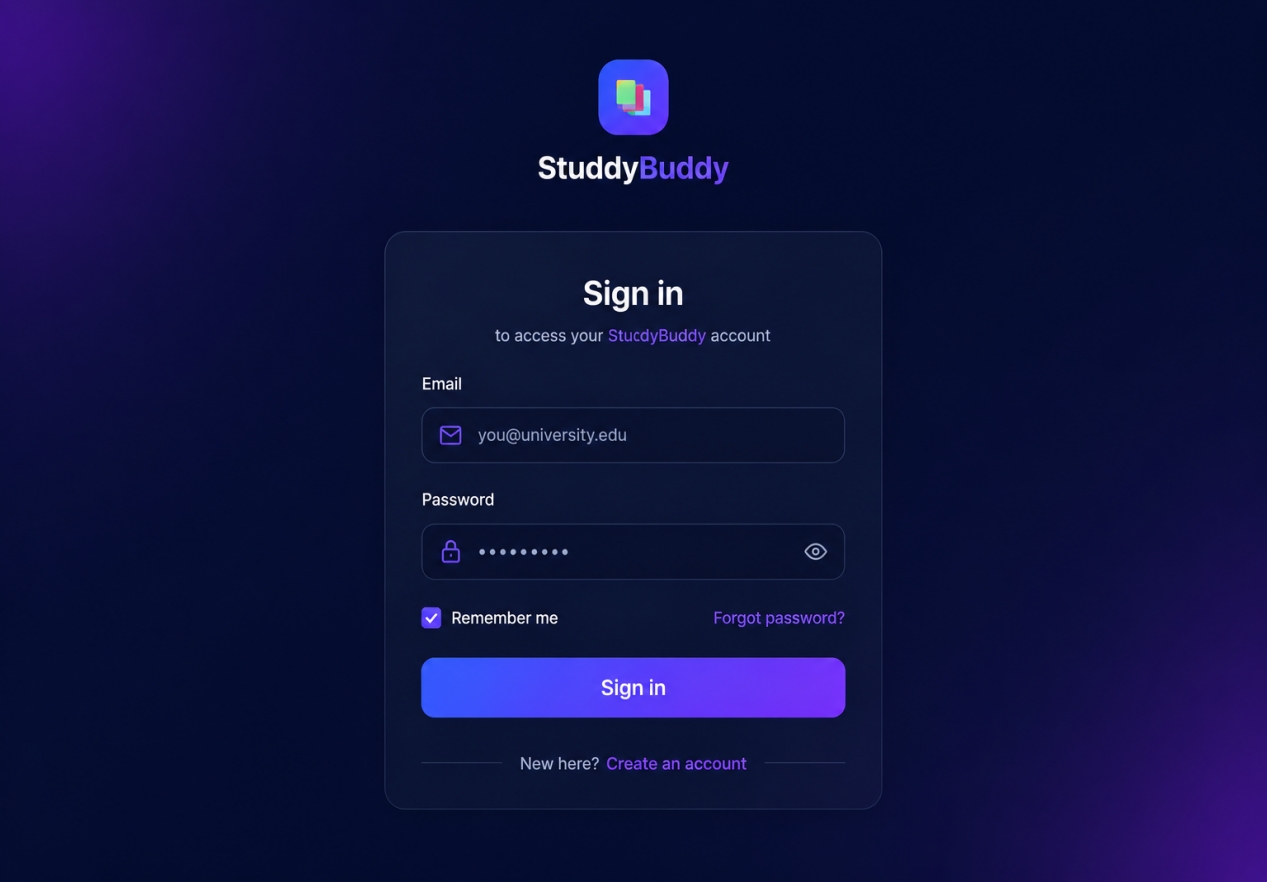 StuddyBuddy
Sign in
to access your StucdyBuddy account
Email
you@university.edu
Password
Remember me
Forgot password?
Sign in
New here? Create an account